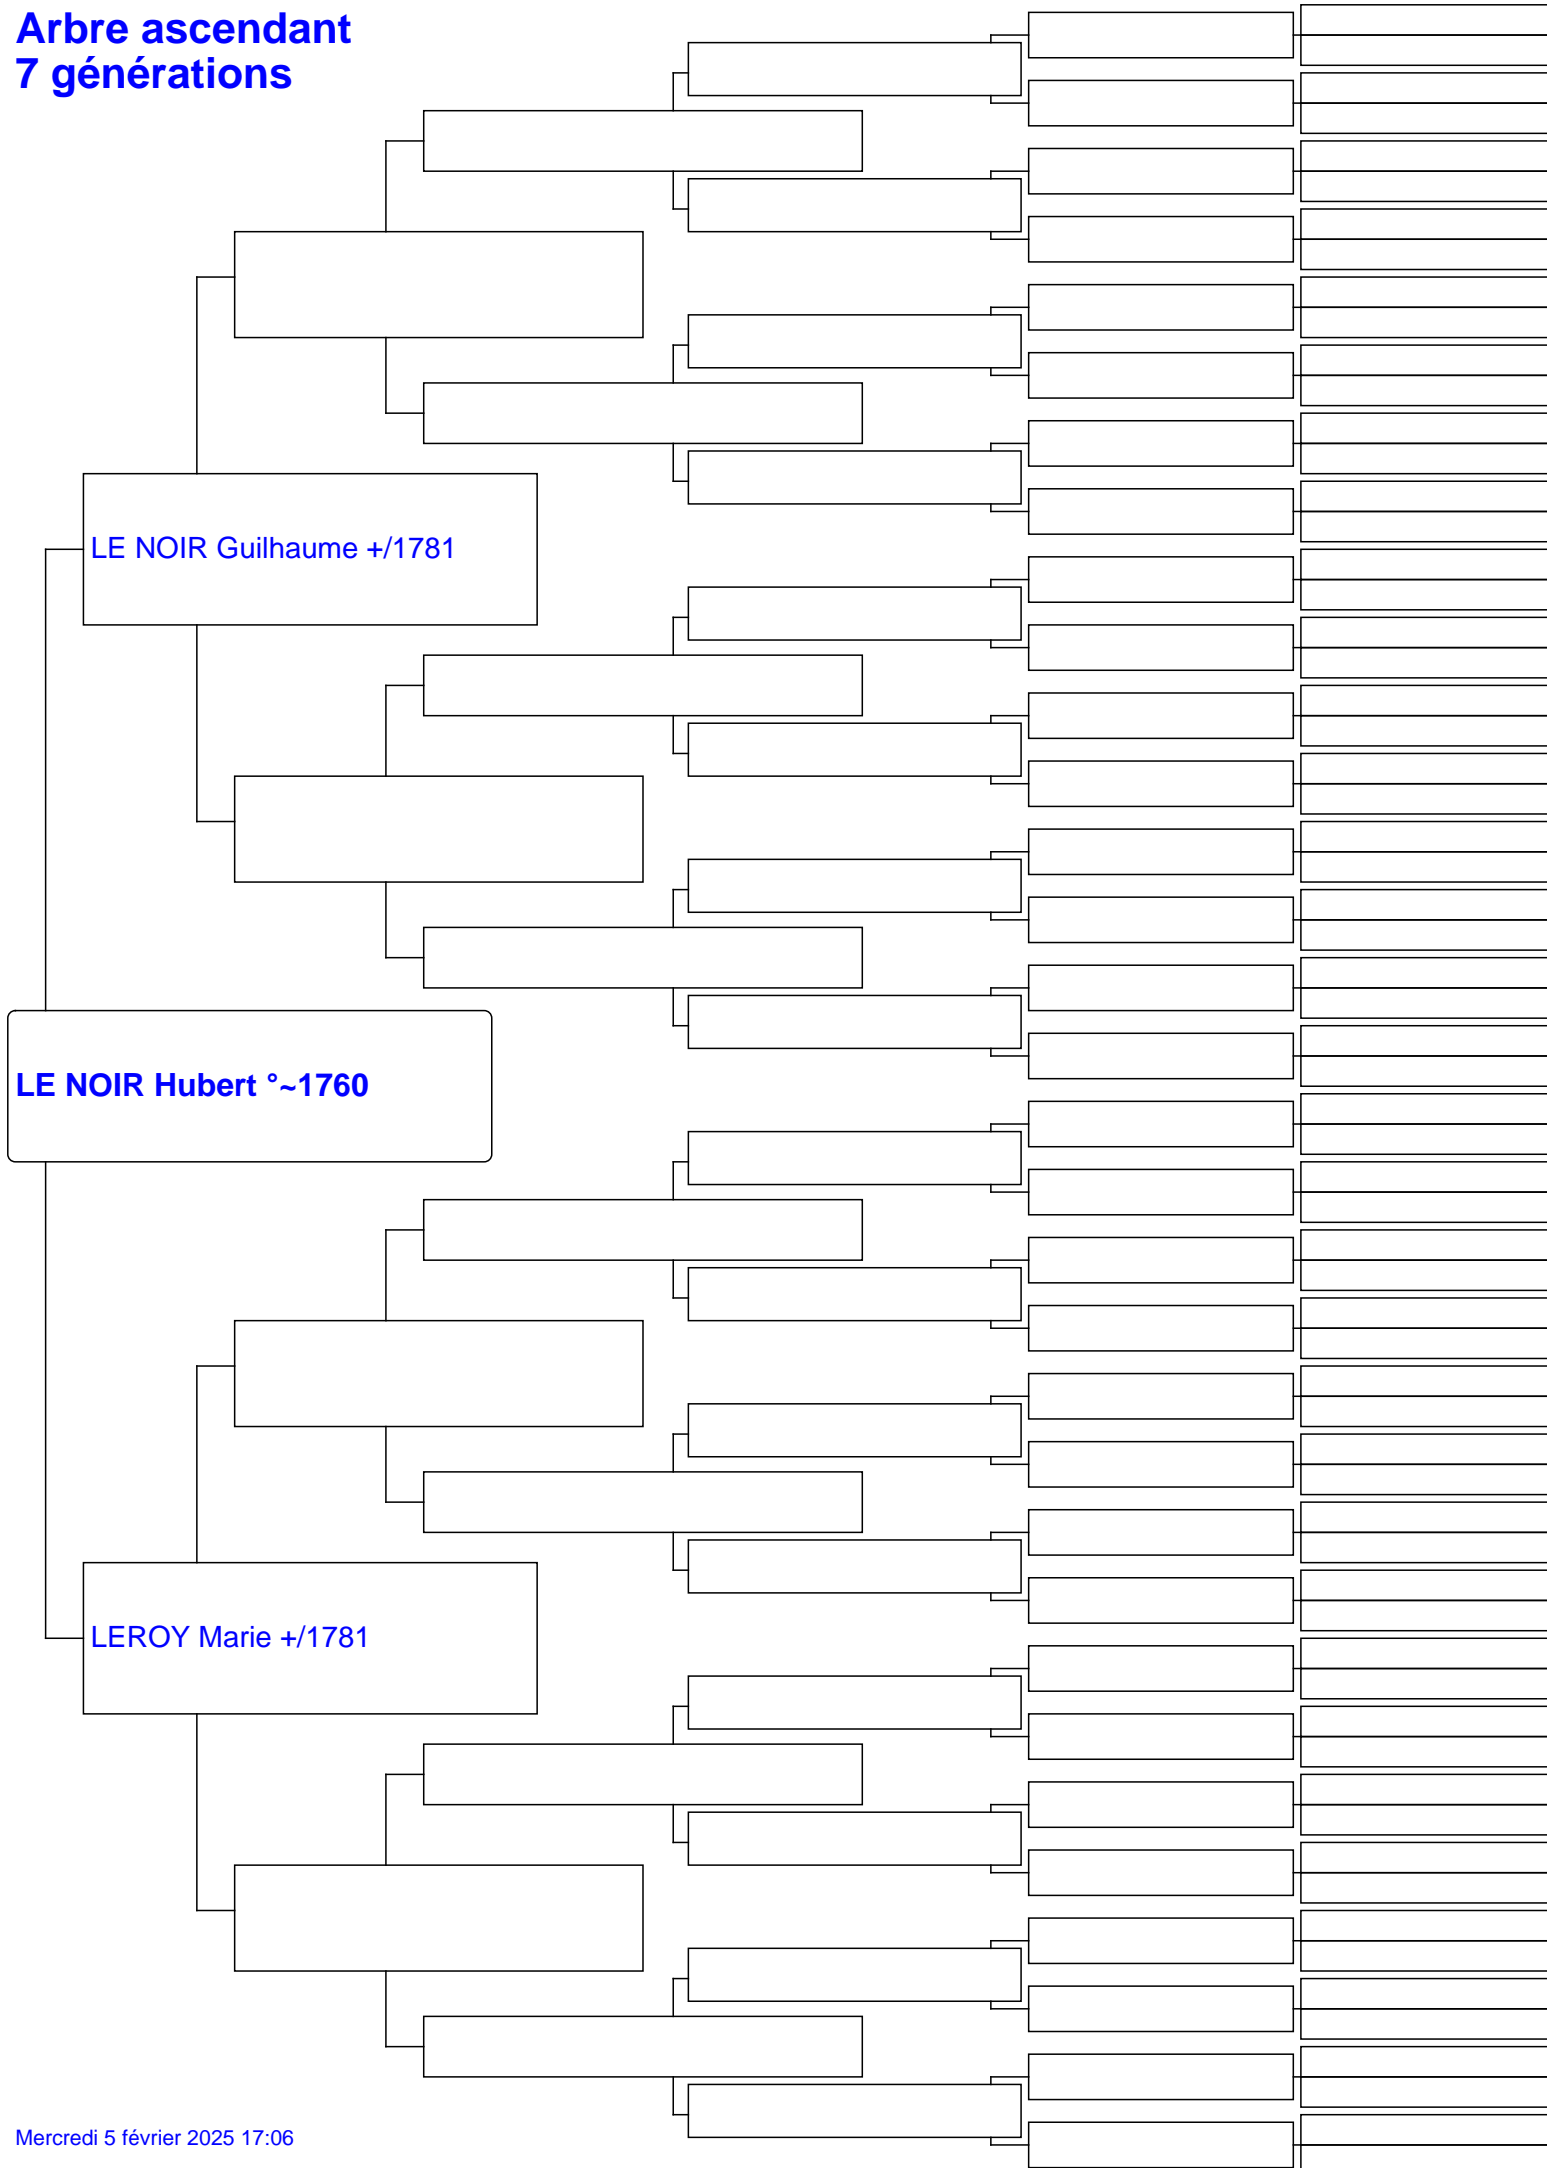 Arbre ascendant
7 générations
LE NOIR Guilhaume +/1781
LE NOIR Hubert °~1760
LEROY Marie +/1781
Mercredi 5 février 2025 17:06